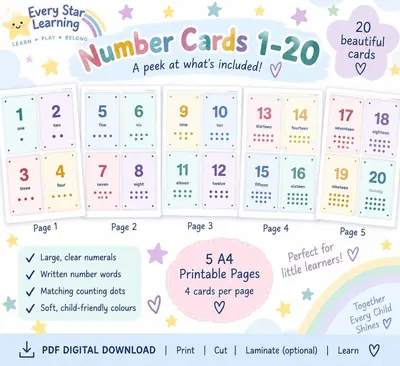 Every Star
Learning
LEARN • PLAY • BELONG
Number Cards 1-20
A peek at what's included!
20
beautiful
cards
1
one
2
two
5
five
6
six
9
nine
10
ten
13
thirteen
14
fourteen
17
seventeen
18
eighteen
3
three
4
four
7
seven
8
eight
11
eleven
12
twelve
15
fifteen
16
sixteen
19
nineteen
20
Page 1
Page 2
Page 3
Page 4
Page 5
✓ Large, clear numerals
✓ Written number words
✓ Matching counting dots
✓ Soft, child-friendly colours
5 A4
Printable Pages
4 cards per page
Perfect for
little learners!
Together
Every Child
Shines
PDF DIGITAL DOWNLOAD | Print | Cut | Laminate (optional) | Learn